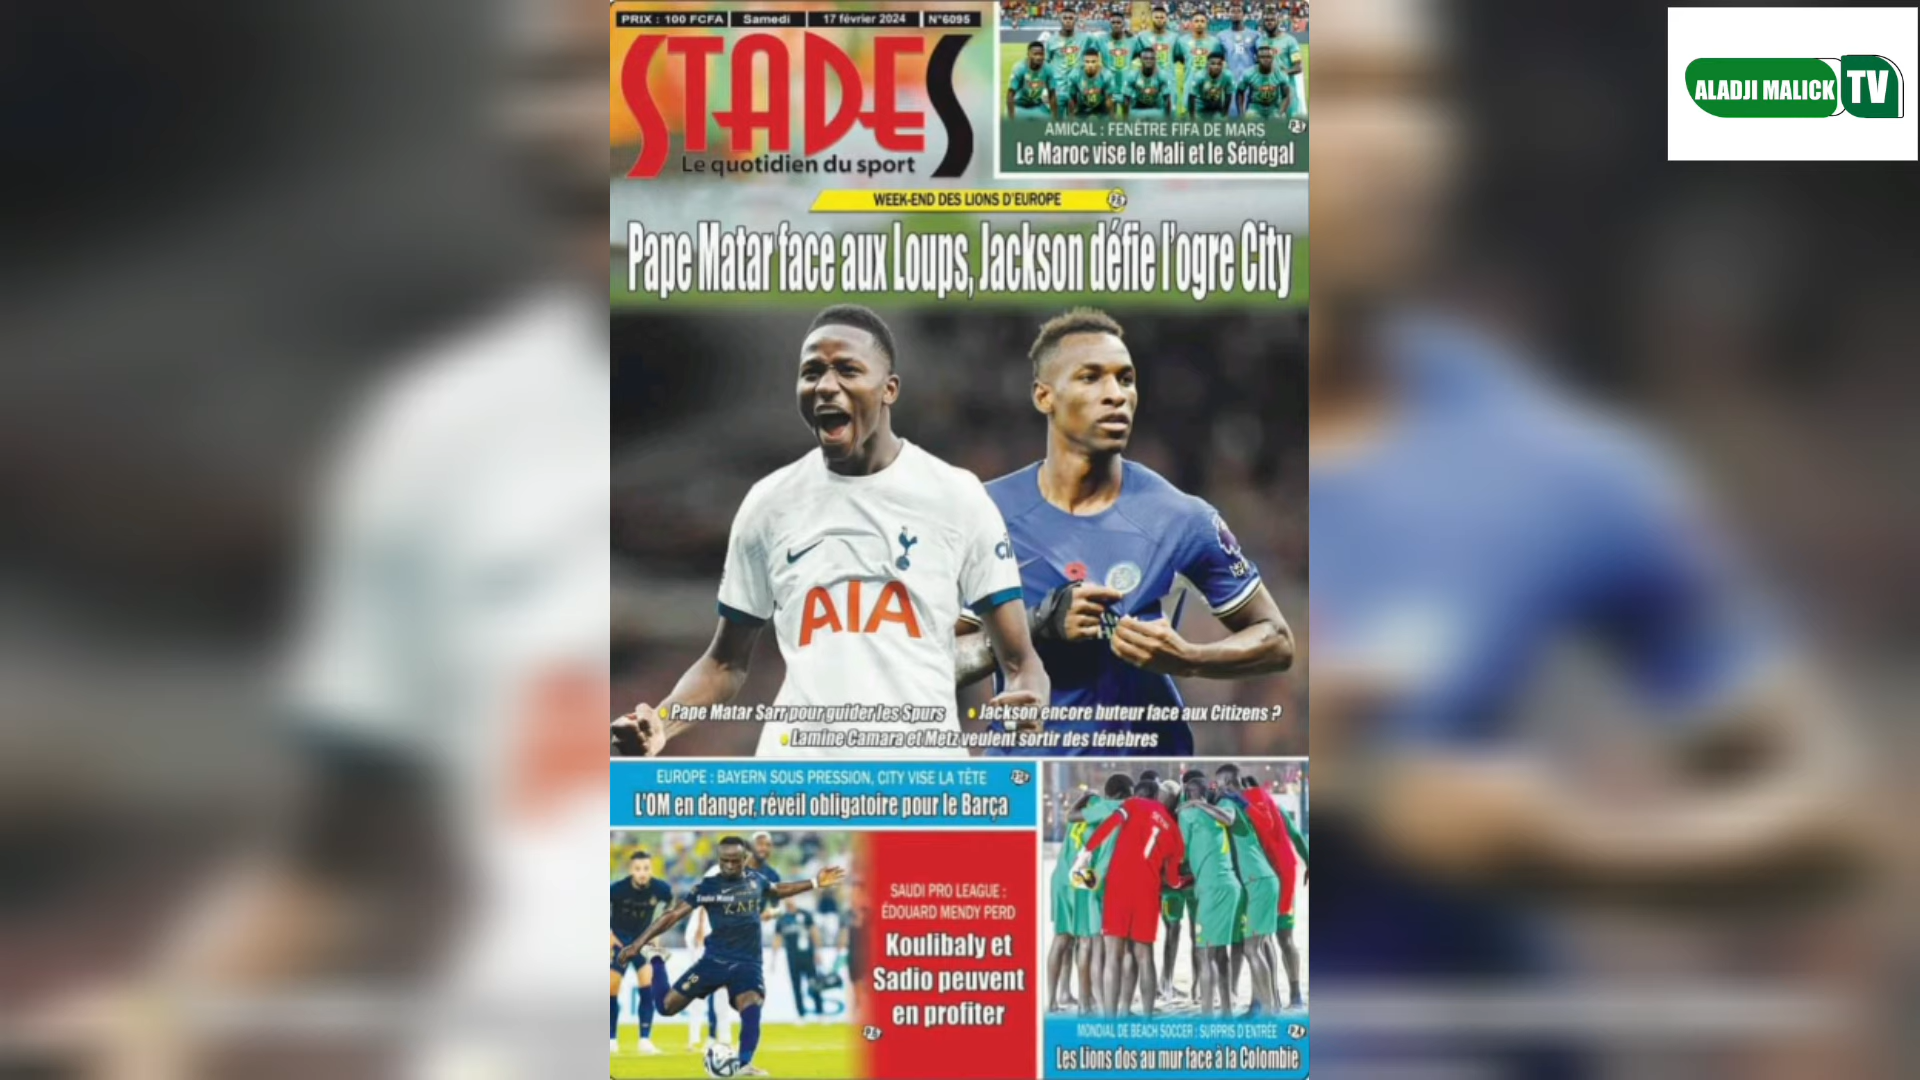 PRIX : 100 FCFA Samedi 17 février 2024 N°6095
STADES
Le quotidien du sport
AMICAL : FENÊTRE FIFA DE MARS
Le Maroc vise le Mali et le Sénégal
ALADJI MALICK TV
WEEK-END DES LIONS D'EUROPE
Pape Matar face aux Loups, Jackson défie l'ogre City
AIA
Pape Matar Sarr pour guider les Spurs
Jackson encore buteur face aux Citizens ?
Lamine Camara et Metz veulent sortir des ténèbres
EUROPE : BAYERN SOUS PRESSION, CITY VISE LA TÊTE
L'OM en danger, réveil obligatoire pour le Barça
SAUDI PRO LEAGUE :
ÉDOUARD MENDY PERD
Koulibaly et
Sadio peuvent
en profiter
1
MONDIAL DE BEACH SOCCER : SURPRIS D'ENTRÉE
Les Lions dos au mur face à la Colombie